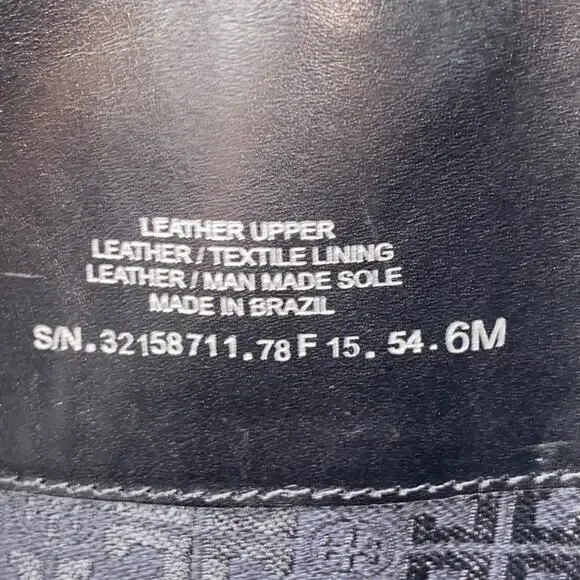 LEATHER UPPER
LEATHER / TEXTILE LINING
LEATHER / MAN MADE SOLE
MADE IN BRAZIL
S/N.32158711.78 F 15. 54. 6M